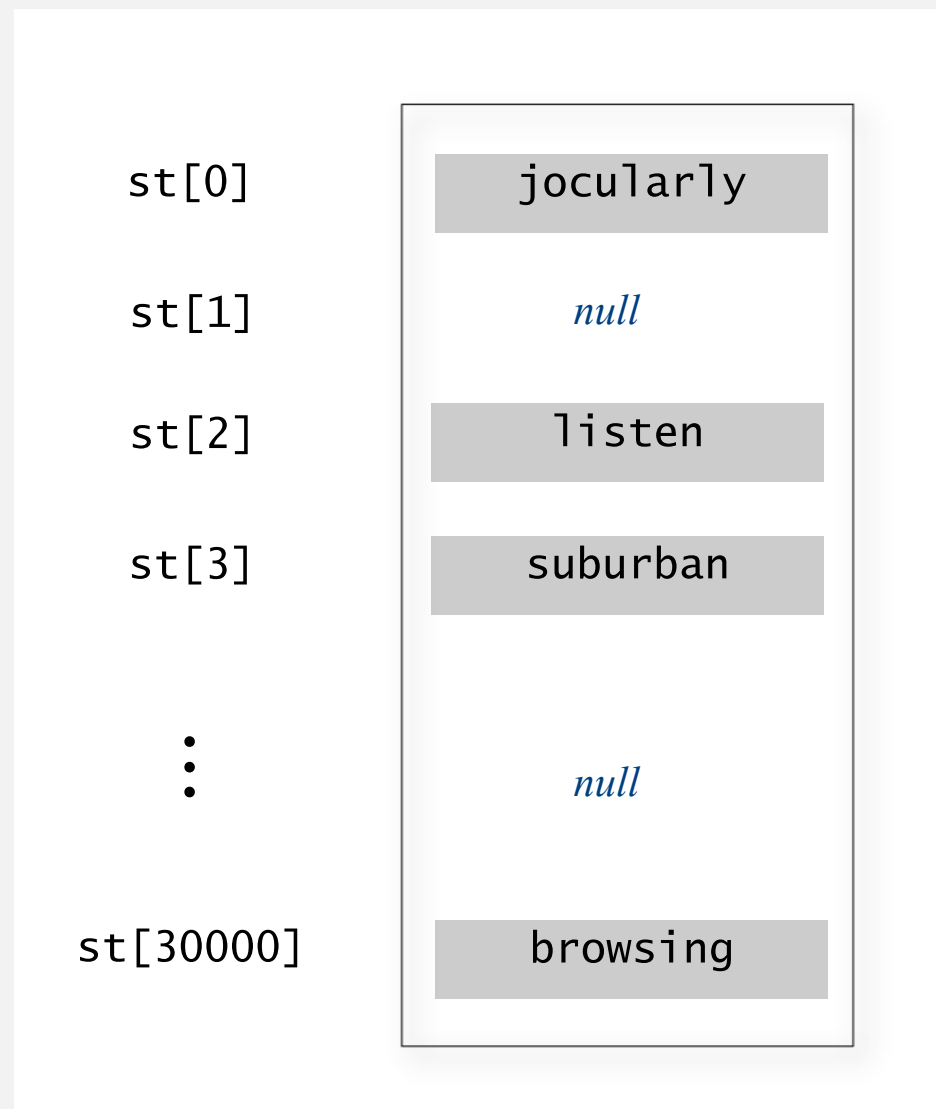 st[0] jocularly
st[1] null
st[2] listen
st[3] suburban
⋮ null
st[30000] browsing